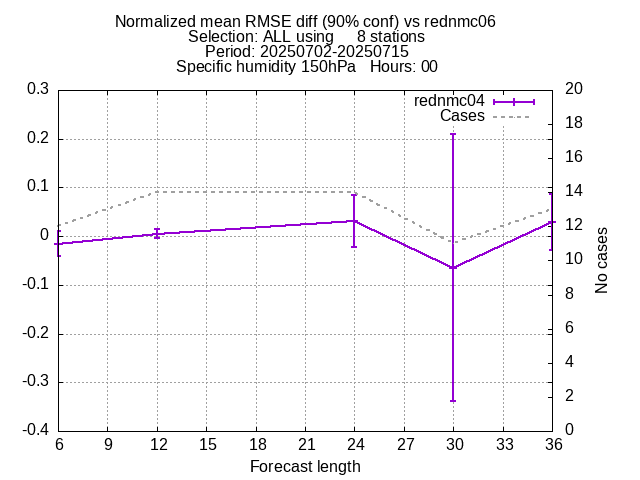 Normalized mean RMSE diff (90% conf) vs rednmc06
Selection: ALL using     8 stations
Period: 20250702-20250715
Specific humidity 150hPa   Hours: 00
rednmc04
Cases
0.3
0.2
0.1
0
-0.1
-0.2
-0.3
-0.4
20
18
16
14
12
10
8
6
4
2
0
No cases
6 9 12 15 18 21 24 27 30 33 36
Forecast length